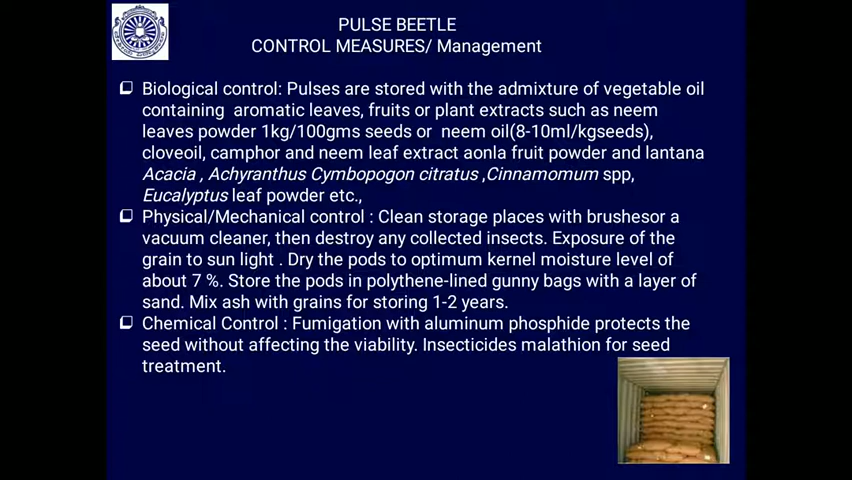 PULSE BEETLE
CONTROL MEASURES/ Management
Biological control: Pulses are stored with the admixture of vegetable oil
containing aromatic leaves, fruits or plant extracts such as neem
leaves powder 1kg/100gms seeds or neem oil(8-10ml/kgseeds),
cloveoil, camphor and neem leaf extract aonla fruit powder and lantana
Acacia , Achyranthus Cymbopogon citratus ,Cinnamomum spp,
Eucalyptus leaf powder etc.,
Physical/Mechanical control : Clean storage places with brushesor a
vacuum cleaner, then destroy any collected insects. Exposure of the
grain to sun light . Dry the pods to optimum kernel moisture level of
about 7 %. Store the pods in polythene-lined gunny bags with a layer of
sand. Mix ash with grains for storing 1-2 years.
Chemical Control : Fumigation with aluminum phosphide protects the
seed without affecting the viability. Insecticides malathion for seed
treatment.